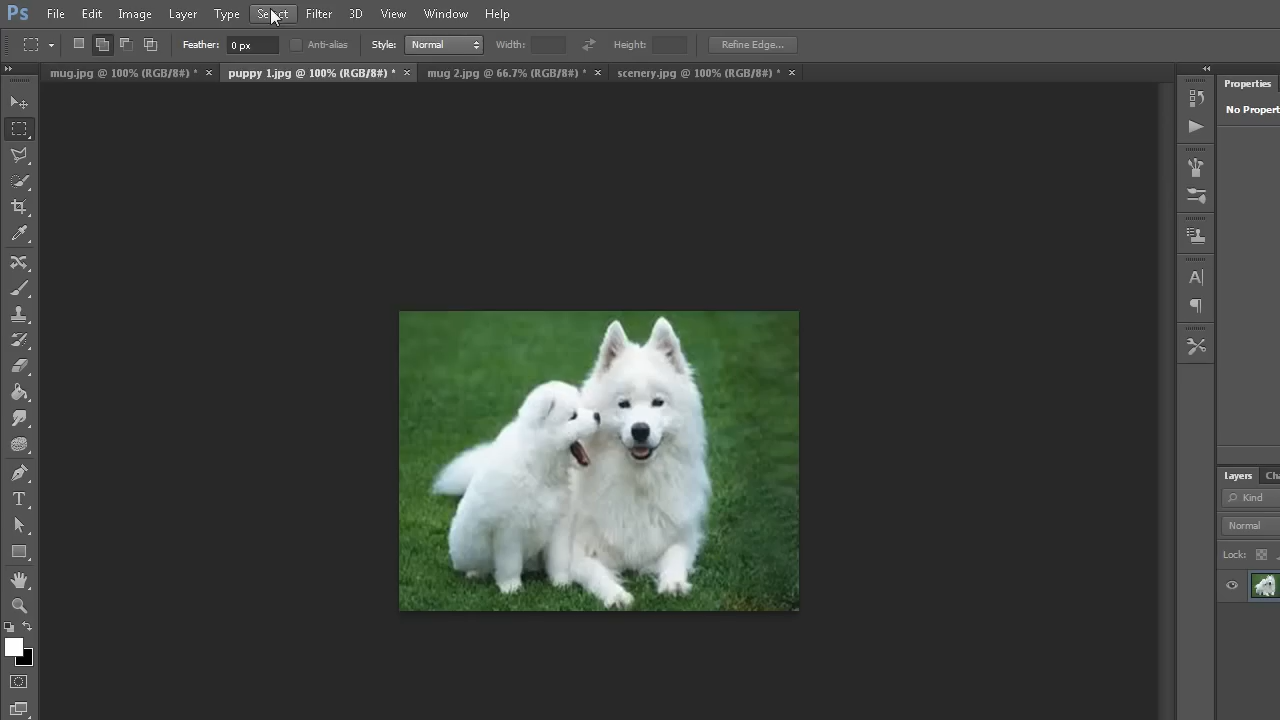 Ps File Edit Image Layer Type Select Filter 3D View Window Help
Feather: 0 px Anti-alias Style: Normal Width: Height: Refine Edge...
mug.jpg @ 100% (RGB/8#) * × puppy 1.jpg @ 100% (RGB/8#) * × mug 2.jpg @ 66.7% (RGB/8#) * × scenery.jpg @ 100% (RGB/8#) * ×
Properties
No Propert
Layers Cha
Kind
Normal
Lock: